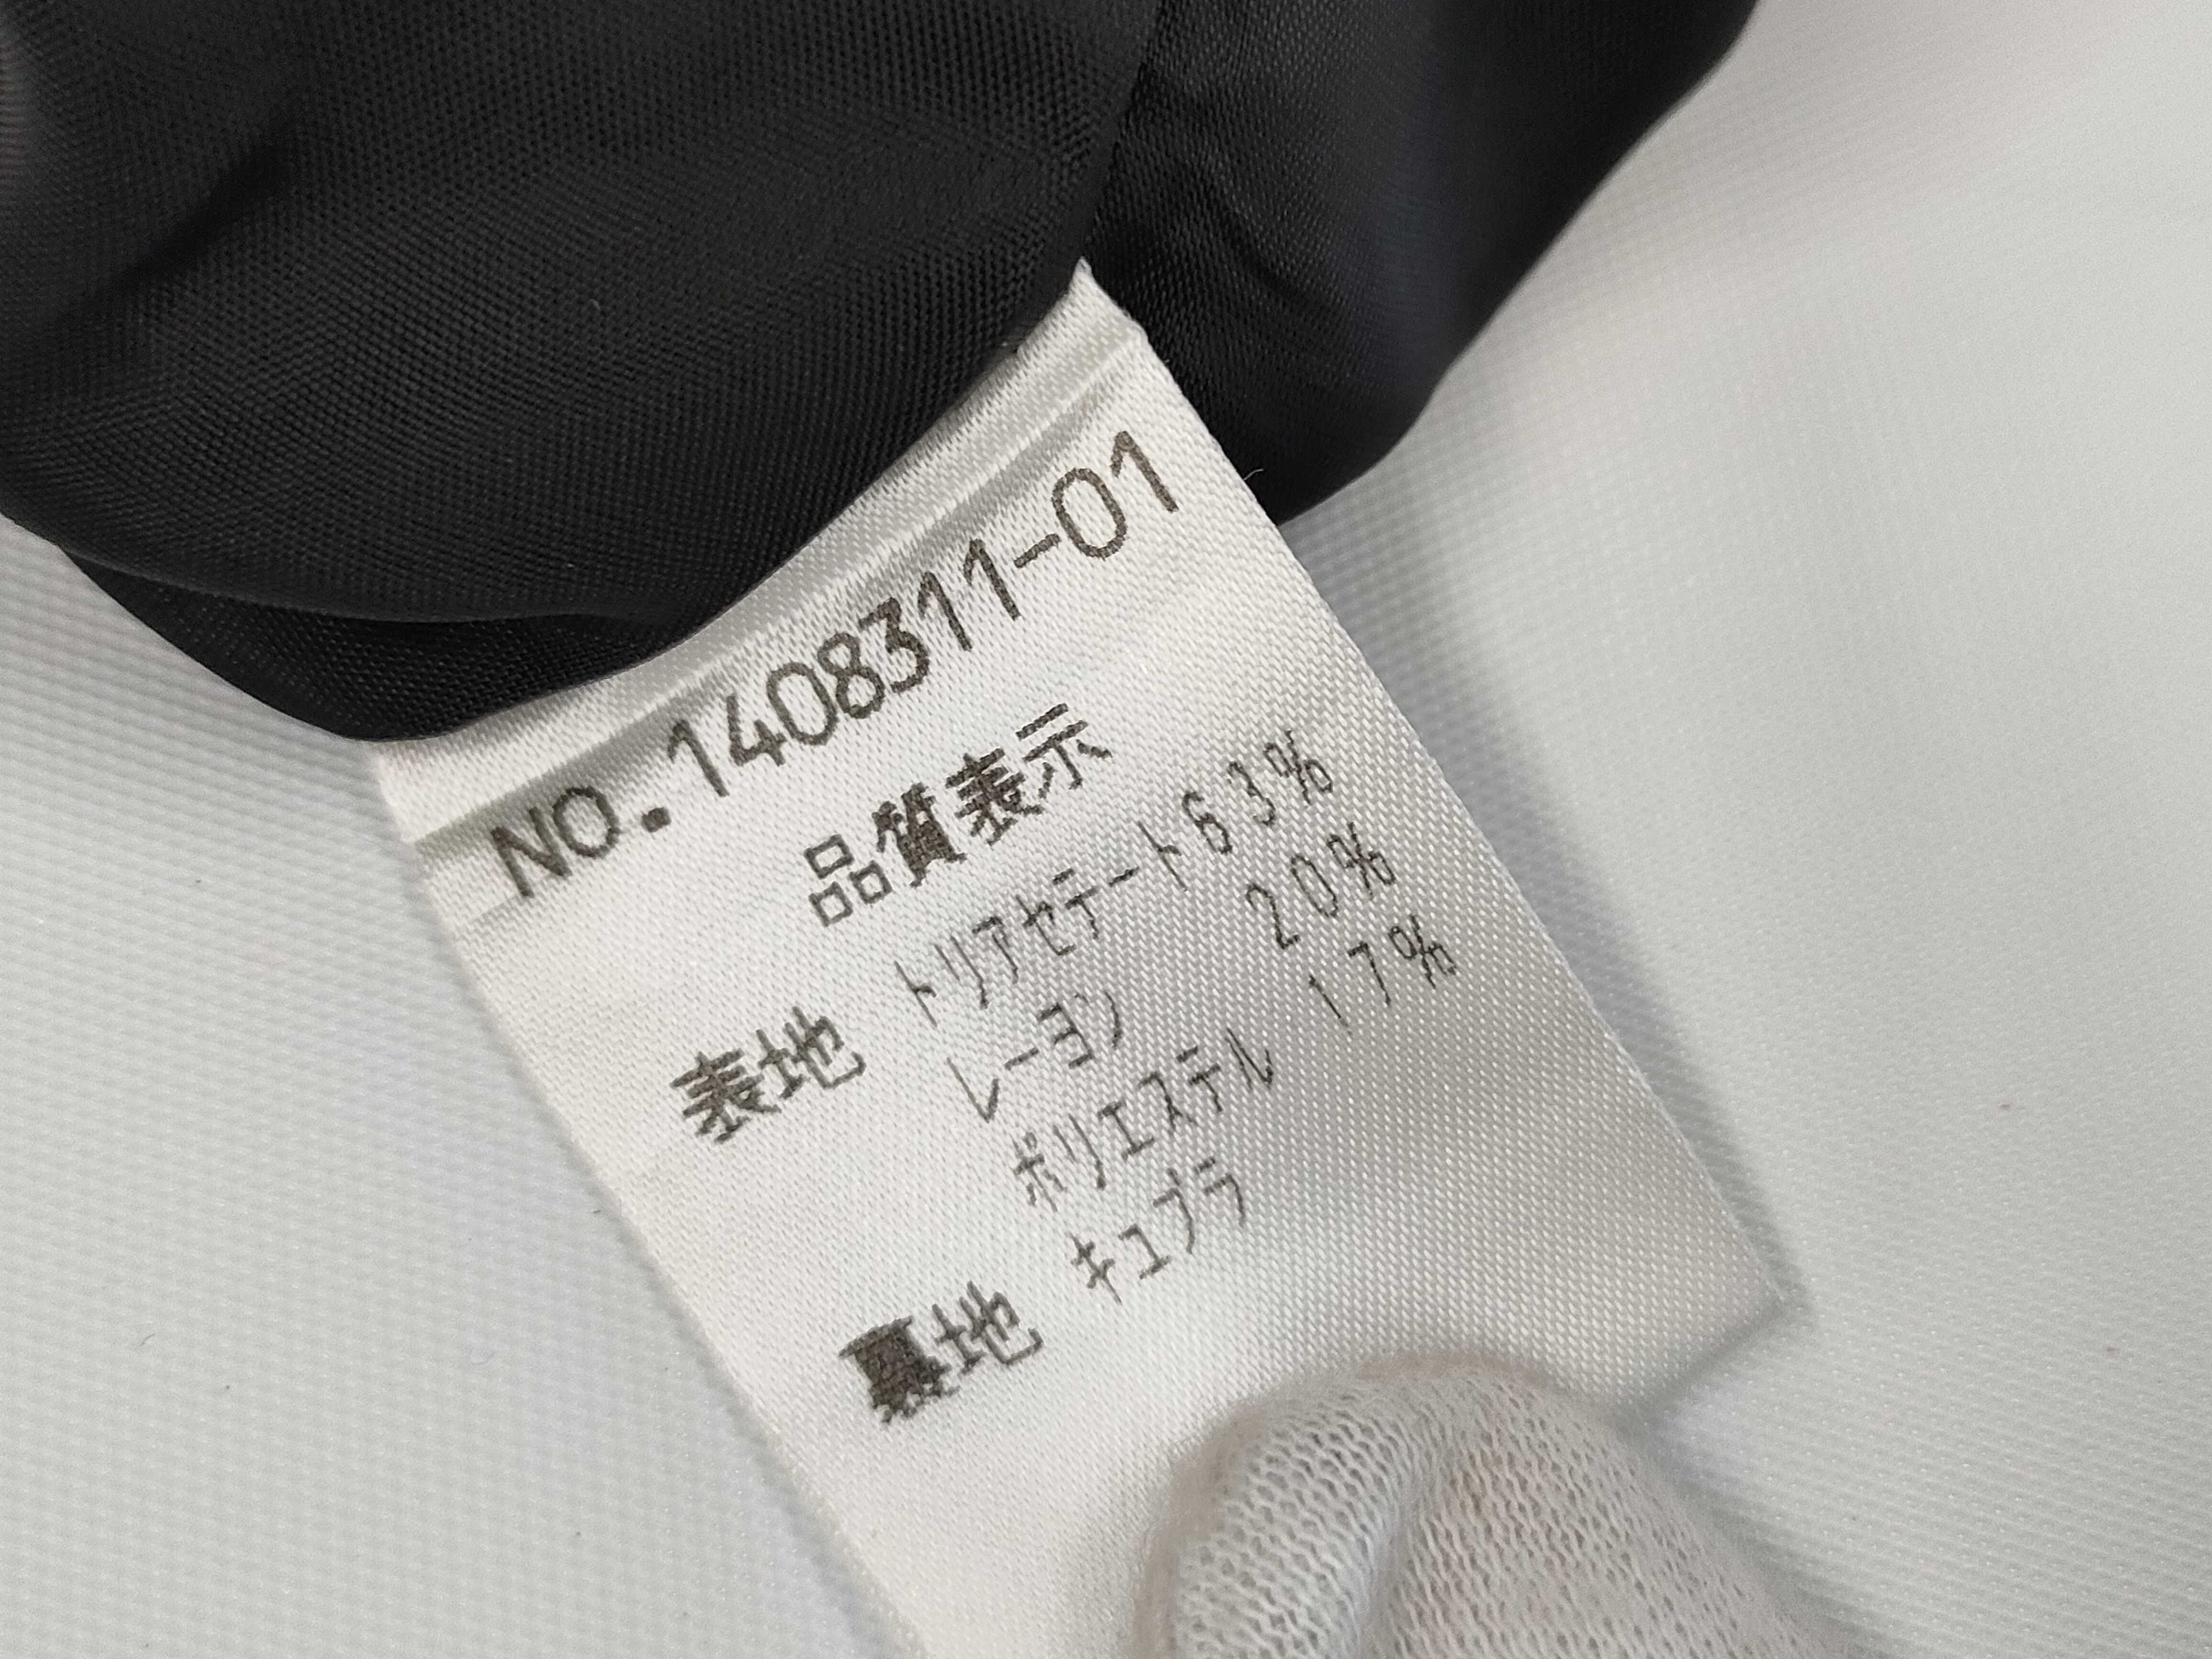 NO.1408311-01
品質表示
表地 トリアセテート63%
レーヨン 20%
ポリエステル 17%
裏地 キュプラ